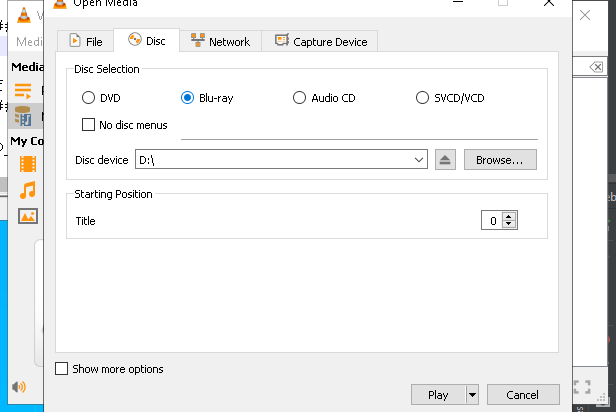 Open Media
Medi
File
Disc
Network
Capture Device
Media
Disc Selection
DVD
Blu-ray
Audio CD
SVCD/VCD
No disc menus
My Co
Disc device
D:\
Browse...
Starting Position
Title
0
Show more options
Play
Cancel